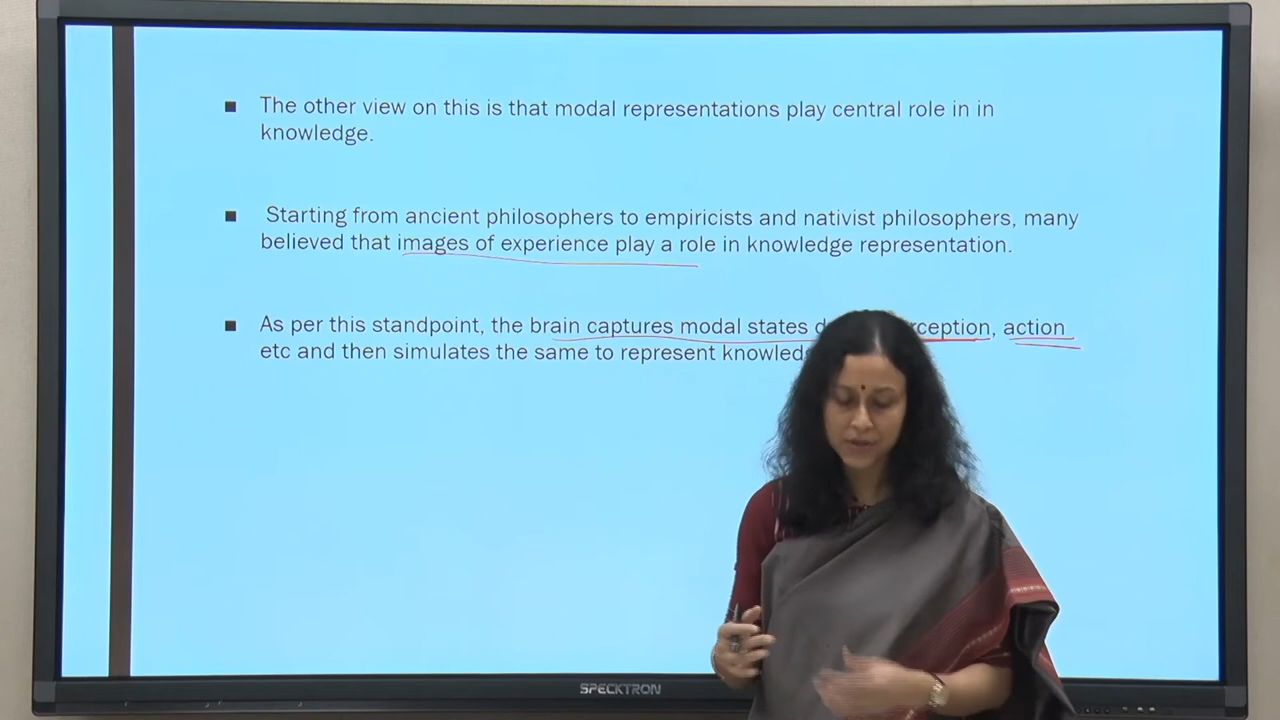 ■ The other view on this is that modal representations play central role in in
knowledge.
■ Starting from ancient philosophers to empiricists and nativist philosophers, many
believed that images of experience play a role in knowledge representation.
■ As per this standpoint, the brain captures modal states , action
etc and then simulates the same to represent
SPECKTRON